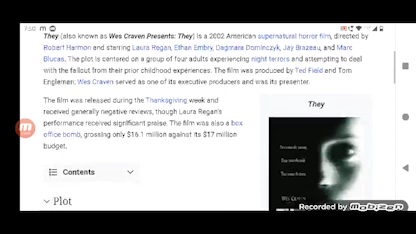 7:50
They (also known as Wes Craven Presents: They) is a 2002 American supernatural horror film, directed by
Robert Harmon and starring Laura Regan, Ethan Embry, Dagmara Dominczyk, Jay Brazeau, and Marc
Blucas. The plot is centered on a group of four adults experiencing night terrors and attempting to deal
with the fallout from their prior childhood experiences. The film was produced by Ted Field and Tom
Engleman; Wes Craven served as one of its executive producers and was its presenter.
The film was released during the Thanksgiving week and
received generally negative reviews, though Laura Regan's
performance received significant praise. The film was also a box
office bomb, grossing only $16.1 million against its $17 million
budget.
They
Contents
Plot
WES CRAVEN
Recorded by Mobizen